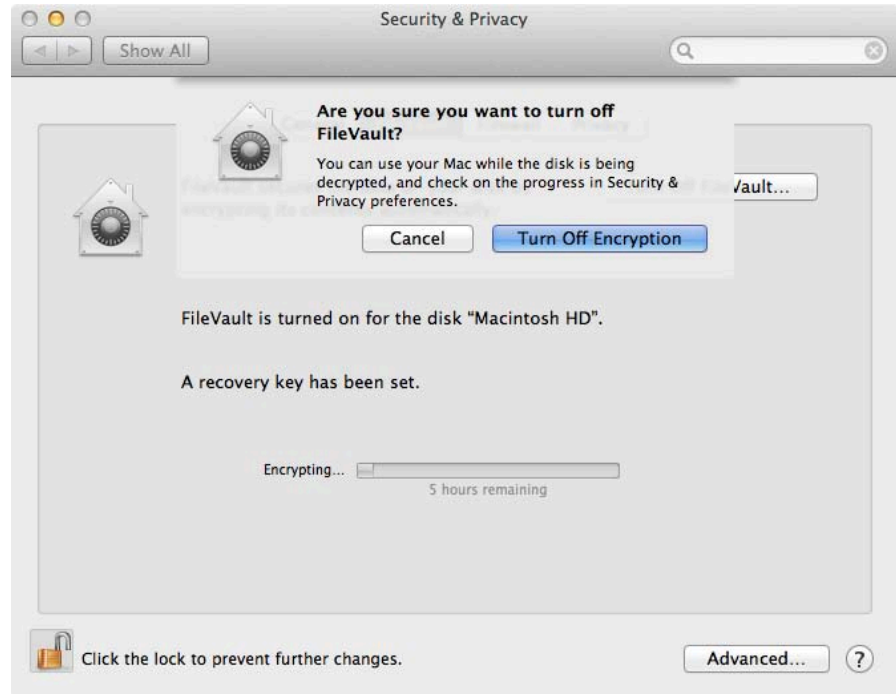 Security & Privacy
Show All
Are you sure you want to turn off
FileVault?
You can use your Mac while the disk is being
decrypted, and check on the progress in Security &
Privacy preferences.
Vault...
Cancel
Turn Off Encryption
FileVault is turned on for the disk “Macintosh HD”.
A recovery key has been set.
Encrypting...
5 hours remaining
Click the lock to prevent further changes.
Advanced...
?